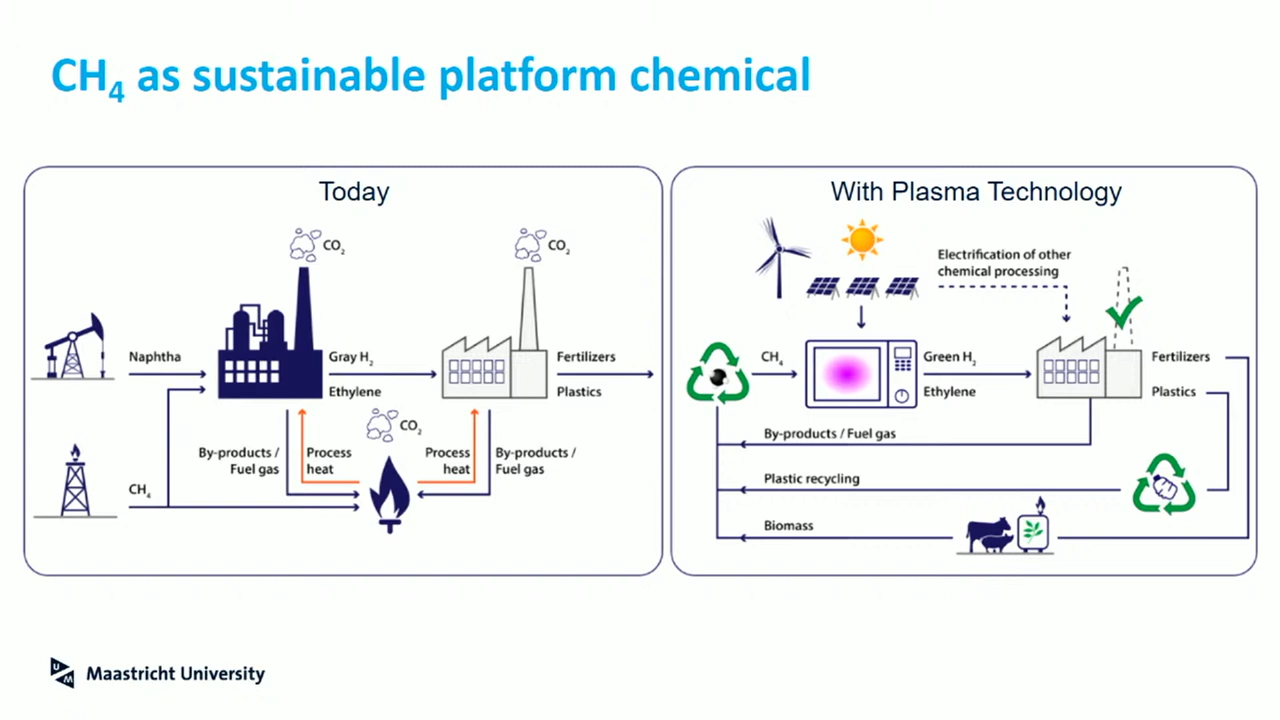 CH₄ as sustainable platform chemical
Today
CO₂
CO₂
Naphtha
Gray H₂
Ethylene
Fertilizers
Plastics
CO₂
By-products /
Fuel gas
Process
heat
Process
heat
By-products /
Fuel gas
CH₄
With Plasma Technology
Electrification of other
chemical processing
CH₄
Green H₂
Ethylene
Fertilizers
Plastics
By-products / Fuel gas
Plastic recycling
Biomass
UM
Maastricht University